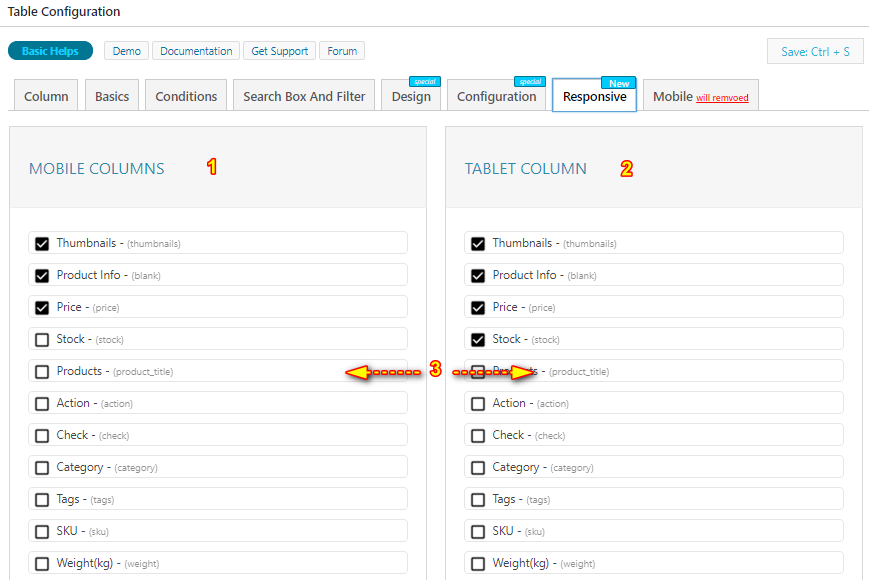 Table Configuration
Basic Helps Demo Documentation Get Support Forum Save: Ctrl + S
special special New
Column Basics Conditions Search Box And Filter Design Configuration Responsive Mobile will remvoed
MOBILE COLUMNS 1
Thumbnails - (thumbnails)
Product Info - (blank)
Price - (price)
Stock - (stock)
Products - (product_title)
Action - (action)
Check - (check)
Category - (category)
Tags - (tags)
SKU - (sku)
Weight(kg) - (weight)
3
TABLET COLUMN 2
Thumbnails - (thumbnails)
Product Info - (blank)
Price - (price)
Stock - (stock)
Products - (product_title)
Action - (action)
Check - (check)
Category - (category)
Tags - (tags)
SKU - (sku)
Weight(kg) - (weight)